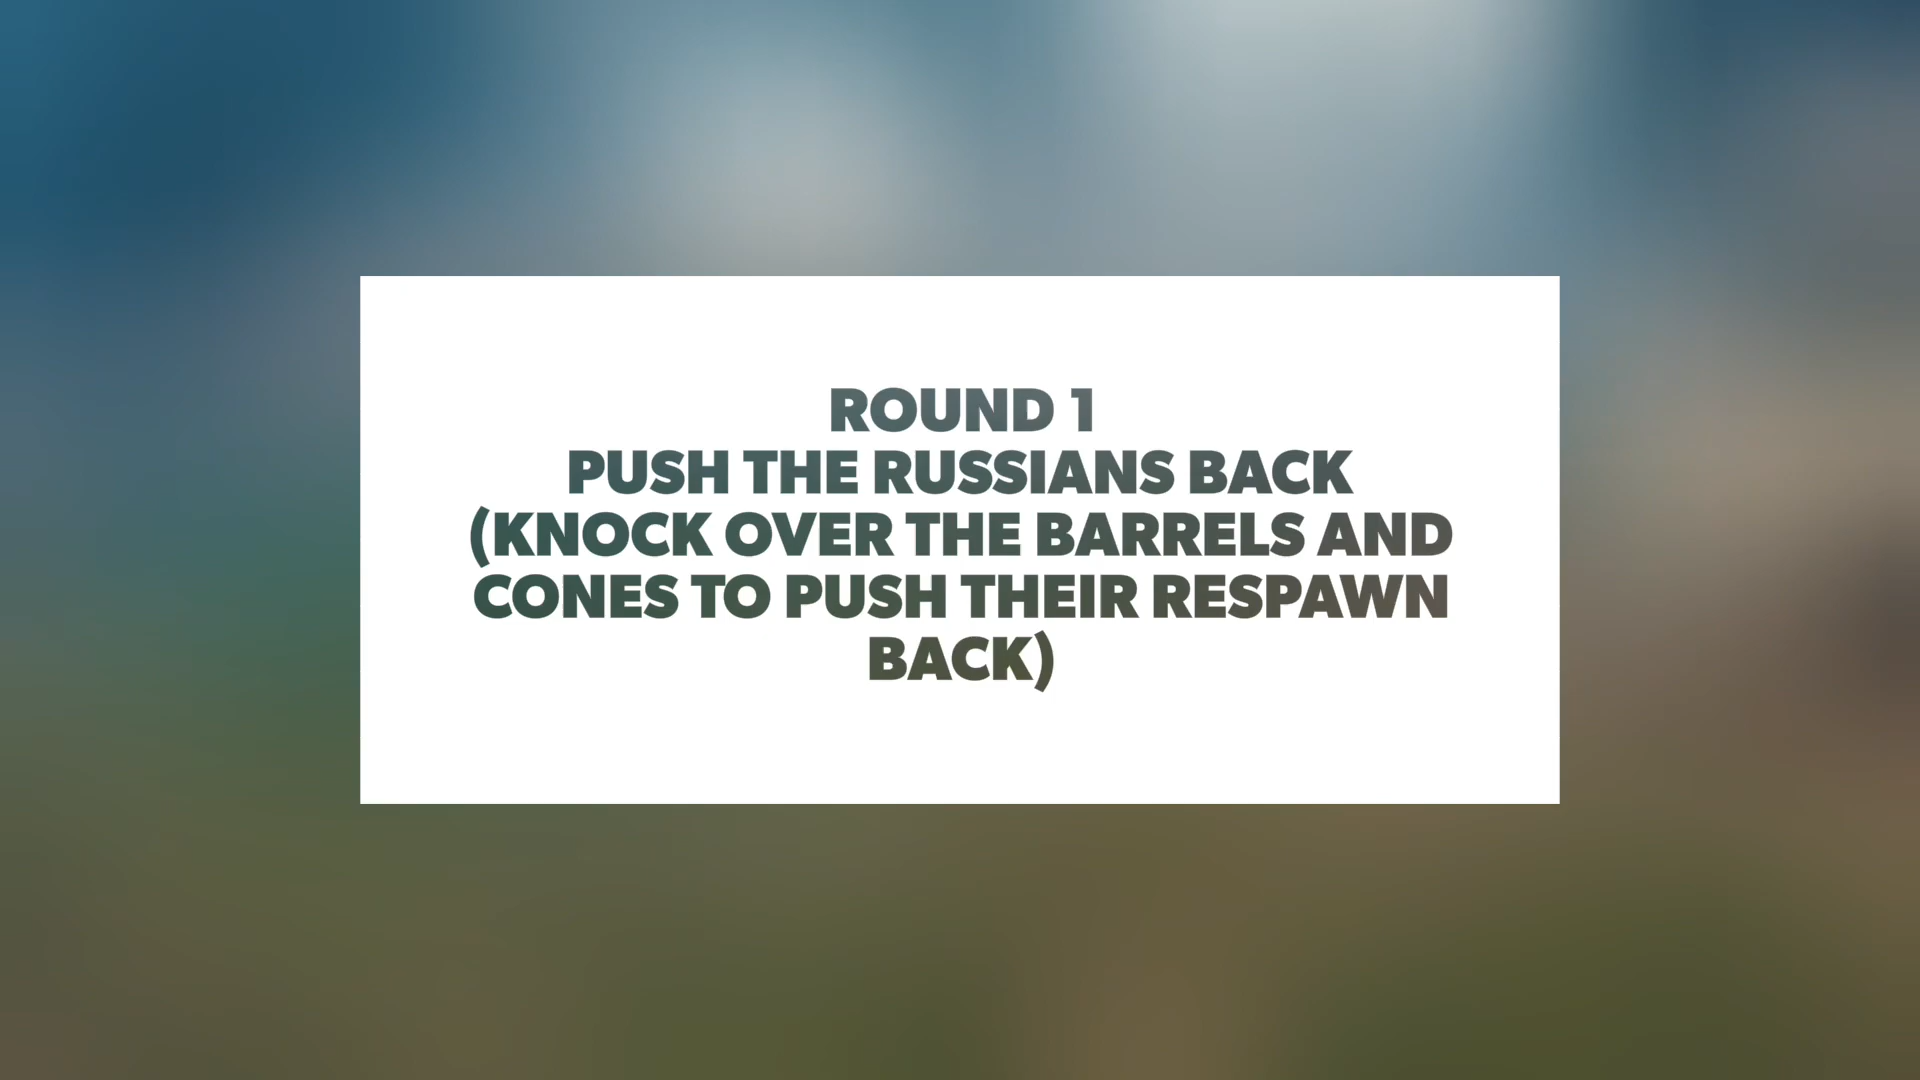 ROUND 1
PUSH THE RUSSIANS BACK
(KNOCK OVER THE BARRELS AND
CONES TO PUSH THEIR RESPAWN
BACK)